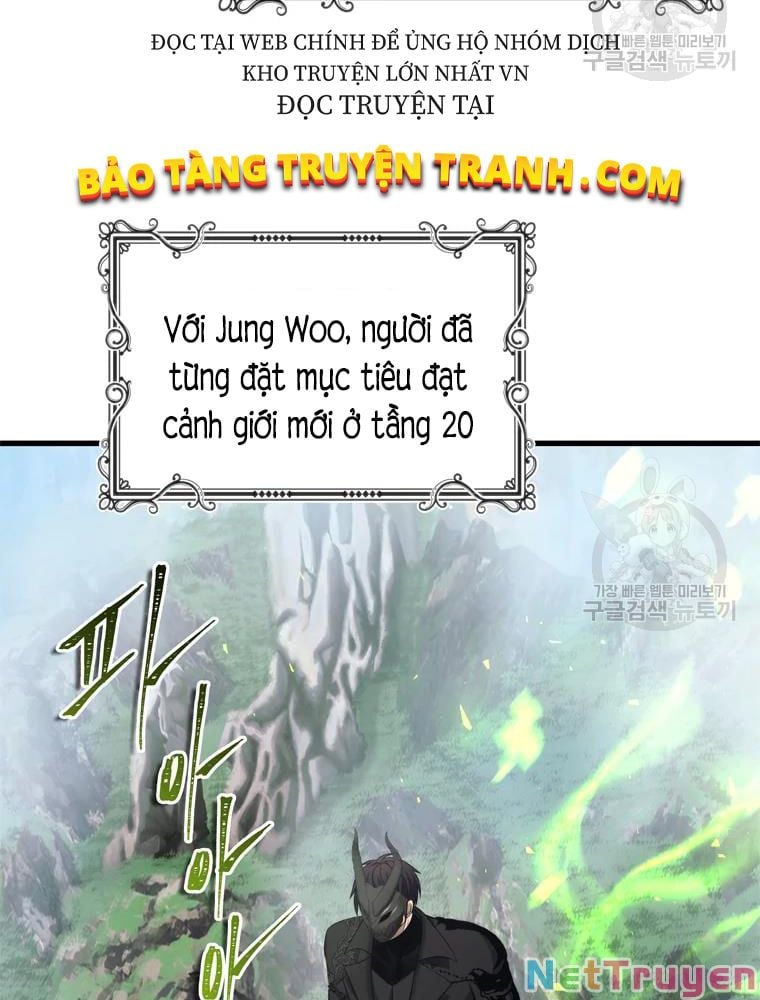 ĐỌC TẠI WEB CHÍNH ĐỂ ỦNG HỘ NHÓM DỊCH
빠른 웹툰 미리보기
구글검색 뉴토끼
KHO TRUYỆN LỚN NHẤT VN
ĐỌC TRUYỆN TẠI
BẢO TÀNG TRUYỆN TRANH.COM
Với Jung Woo, người đã
từng đặt mục tiêu đạt
cảnh giới mới ở tầng 20
가장 빠른 웹툰 미리보기
구글검색 뉴토끼
파
아
아
NetTruyen